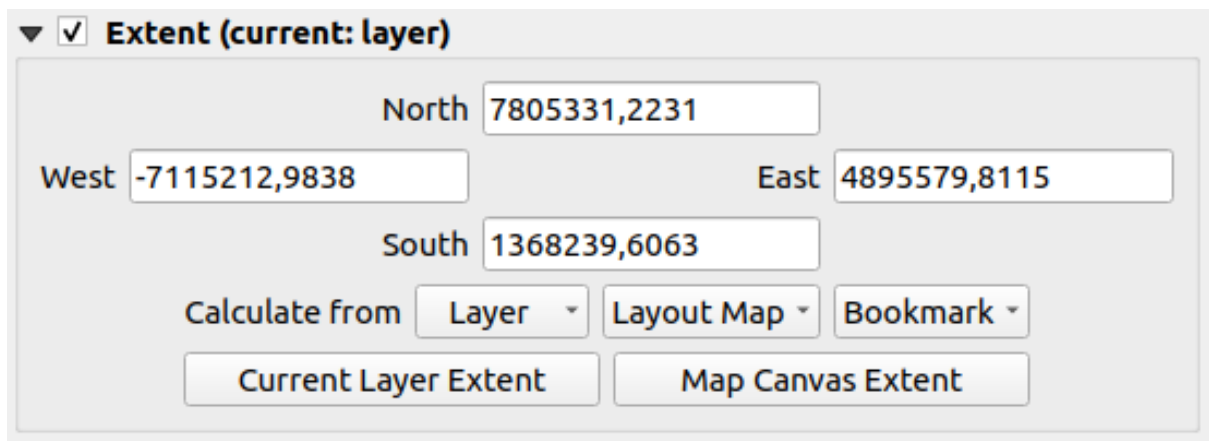 Extent (current: layer)
North 7805331,2231
West -7115212,9838 East 4895579,8115
South 1368239,6063
Calculate from Layer Layout Map Bookmark
Current Layer Extent Map Canvas Extent